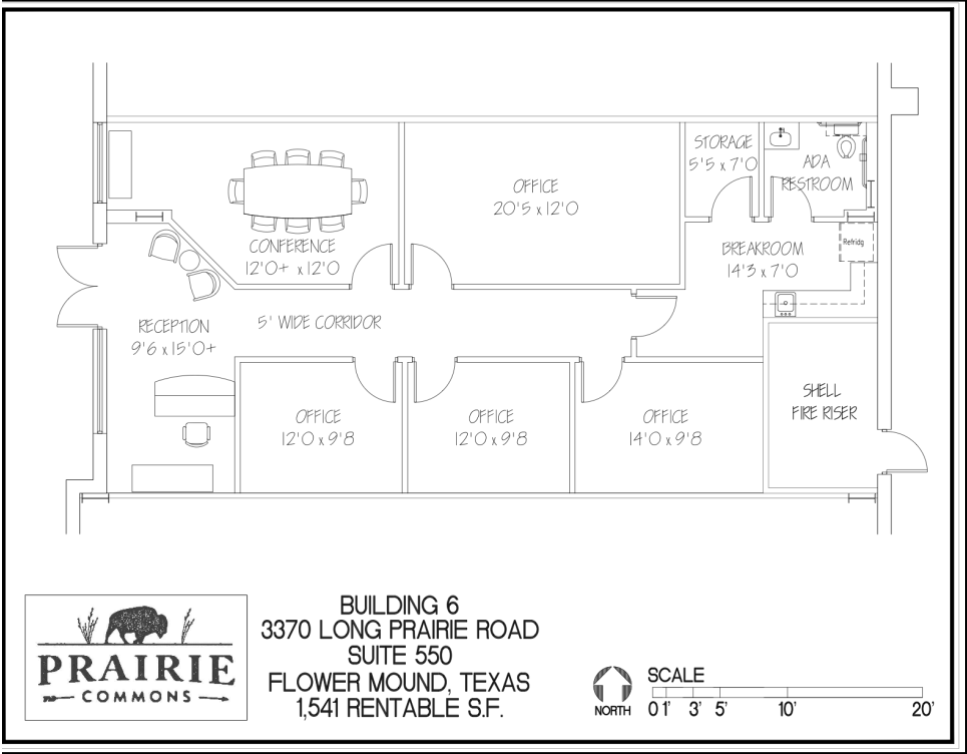 STORAGE
5'5 x 7'0
ADA
RESTROOM
OFFICE
20'5 x 12'0
CONFERENCE
12'0+ x 12'0
BREAKROOM
14'3 x 7'0
Refridg
RECEPTION
9'6 x 15'0+
5' WIDE CORRIDOR
OFFICE
12'0 x 9'8
OFFICE
12'0 x 9'8
OFFICE
14'0 x 9'8
SHELL
FIRE RISER
PRAIRIE
COMMONS
BUILDING 6
3370 LONG PRAIRIE ROAD
SUITE 550
FLOWER MOUND, TEXAS
1,541 RENTABLE S.F.
NORTH
SCALE
0 1' 3' 5' 10' 20'